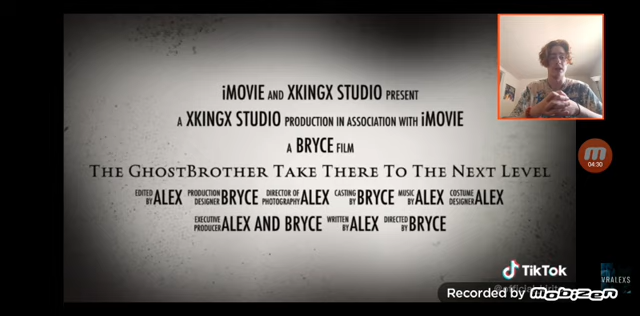 iMOVIE AND XKINGX STUDIO PRESENT
A XKINGX STUDIO PRODUCTION IN ASSOCIATION WITH iMOVIE
A BRYCE FILM
THE GHOSTBROTHER TAKE THERE TO THE NEXT LEVEL
EDITED BY ALEX PRODUCTION DESIGNER BRYCE DIRECTOR OF PHOTOGRAPHY ALEX CASTING BY BRYCE MUSIC BY ALEX COSTUME DESIGNER ALEX
EXECUTIVE PRODUCER ALEX AND BRYCE WRITTEN BY ALEX DIRECTED BY BRYCE
04:30
TikTok
VRALEXS
Recorded by mobizen